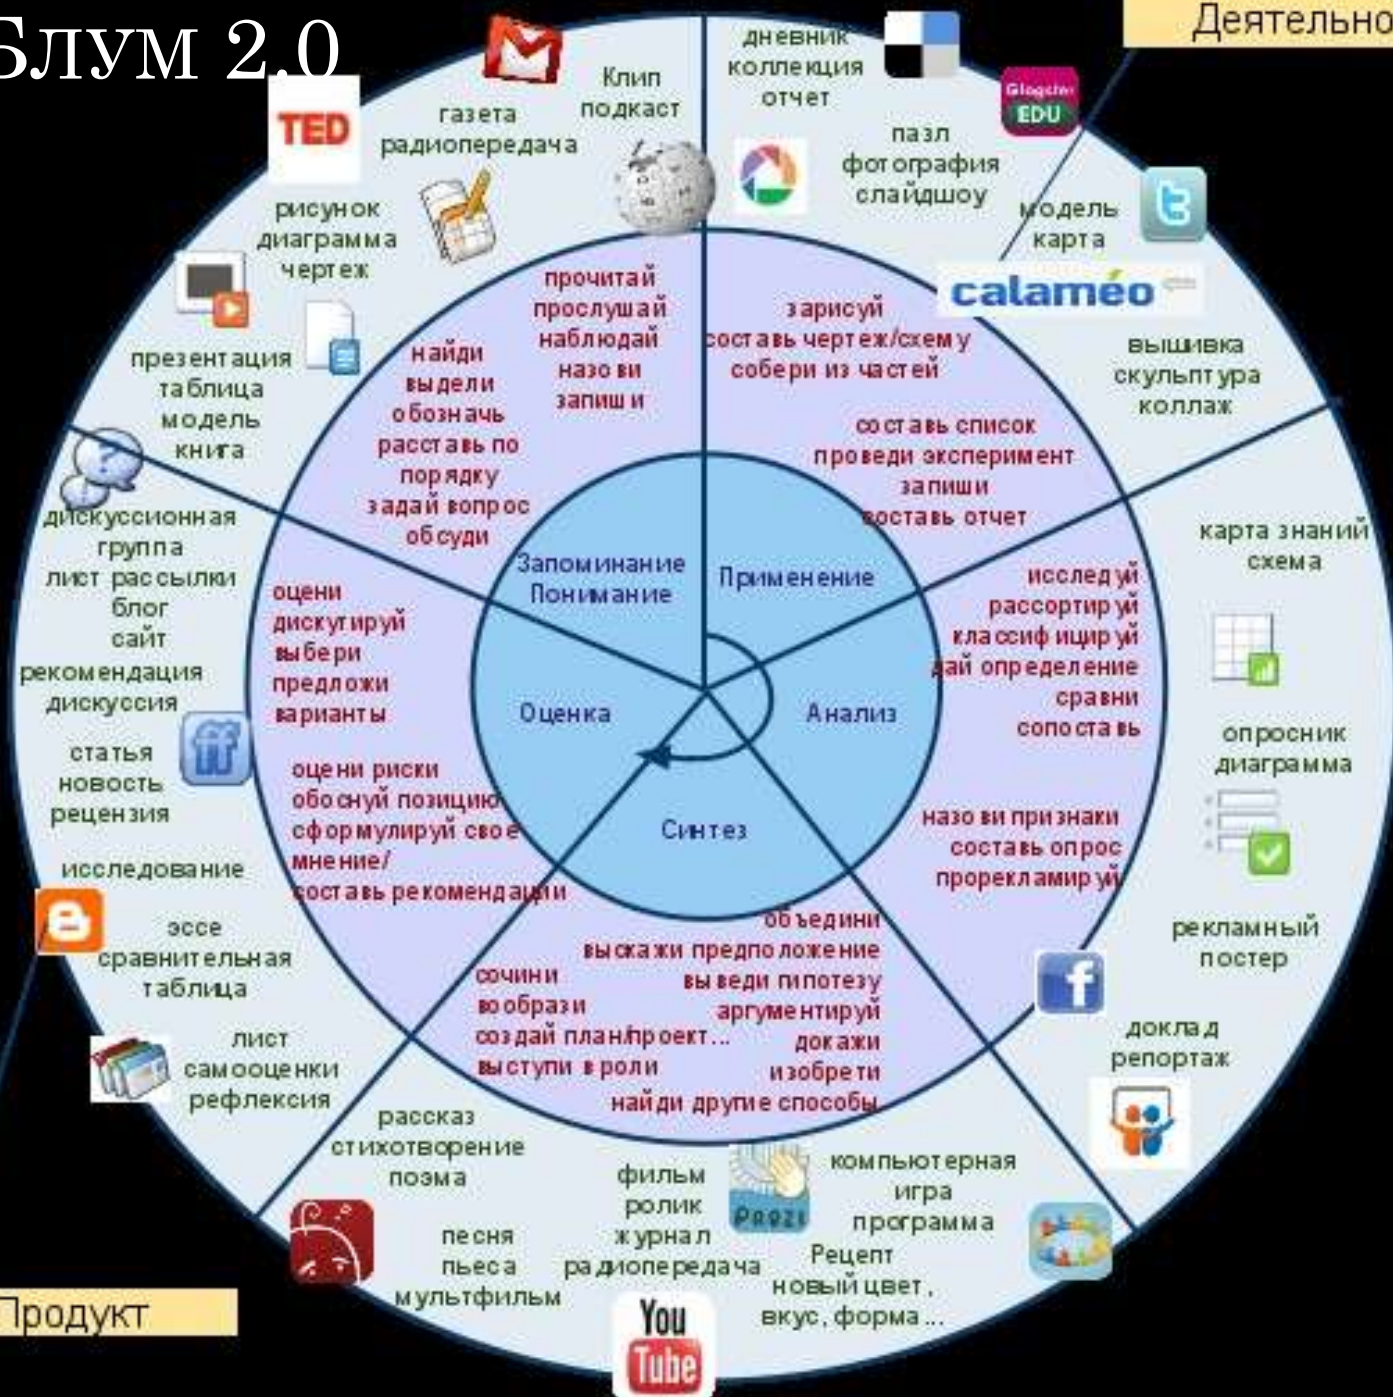 Блум 2.0
Деятельно
TED
газета
радиопередача
Клип
подкаст
рисунок
диаграмма
чертеж
презентация
таблица
модель
книга
дневник
коллекция
отчет
Glogster
EDU
пазл
фотография
слайдшоу
модель
карта
calaméo
вышивка
скульптура
коллаж
прочитай
прослушай
наблюдай
назови
запиши
найди
выдели
обозначь
расставь по
порядку
задай вопрос
обсуди
зарисуй
составь чертеж/схему
собери из частей
составь список
проведи эксперимент
запиши
составь отчет
Запоминание
Понимание
Применение
Анализ
Синтез
Оценка
карта знаний
схема
исследуй
рассортируй
классифицируй
дай определение
сравни
сопоставь
опросник
диаграмма
назови признаки
составь опрос
прорекламируй
рекламный
постер
доклад
репортаж
объедини
выскажи предположение
выведи гипотезу
аргументируй
докажи
изобрети
найди другие способы
сочини
вообрази
создай план/проект...
выступи в роли
рассказ
стихотворение
поэма
песня
пьеса
мультфильм
фильм
ролик
журнал
радиопередача
компьютерная
игра
программа
Рецепт
новый цвет,
вкус, форма...
You
Tube
дискуссионная
группа
лист рассылки
блог
сайт
рекомендация
дискуссия
статья
новость
рецензия
исследование
эссе
сравнительная
таблица
лист
самооценки
рефлексия
оцени
дискутируй
выбери
предложи
варианты
оцени риски
обоснуй позицию
сформулируй свое
мнение/
составь рекомендации
Продукт